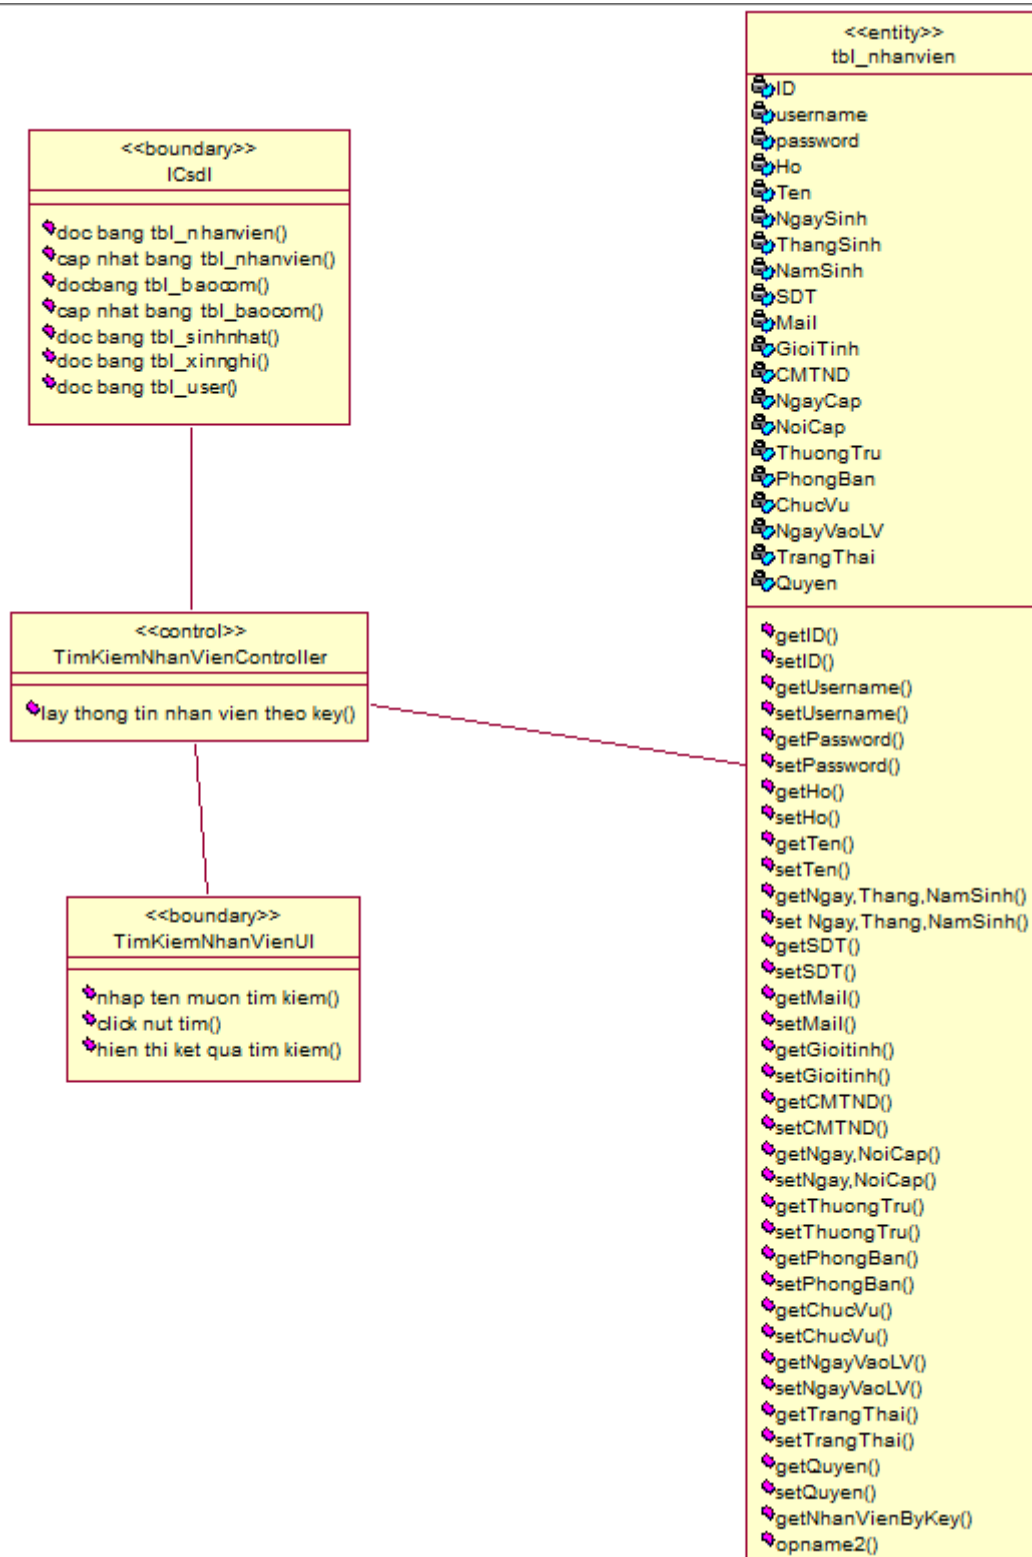 <<boundary>>
ICsdl
doc bang tbl_nhanvien()
cap nhat bang tbl_nhanvien()
docbang tbl_baocom()
cap nhat bang tbl_baocom()
doc bang tbl_sinhnhat()
doc bang tbl_xinnghi()
doc bang tbl_user()
<<control>>
TimKiemNhanVienController
lay thong tin nhan vien theo key()
<<boundary>>
TimKiemNhanVienUI
nhap ten muon tim kiem()
click nut tim()
hien thi ket qua tim kiem()
<<entity>>
tbl_nhanvien
ID
username
password
Ho
Ten
NgaySinh
ThangSinh
NamSinh
SDT
Mail
GioiTinh
CMTND
NgayCap
NoiCap
ThuongTru
PhongBan
ChucVu
NgayVaoLV
TrangThai
Quyen
getID()
setID()
getUsername()
setUsername()
getPassword()
setPassword()
getHo()
setHo()
getTen()
setTen()
getNgay,Thang,NamSinh()
set Ngay,Thang,NamSinh()
getSDT()
setSDT()
getMail()
setMail()
getGioitinh()
setGioitinh()
getCMTND()
setCMTND()
getNgay,NoiCap()
setNgay,NoiCap()
getThuongTru()
setThuongTru()
getPhongBan()
setPhongBan()
getChucVu()
setChucVu()
getNgayVaoLV()
setNgayVaoLV()
getTrangThai()
setTrangThai()
getQuyen()
setQuyen()
getNhanVienByKey()
opname2()